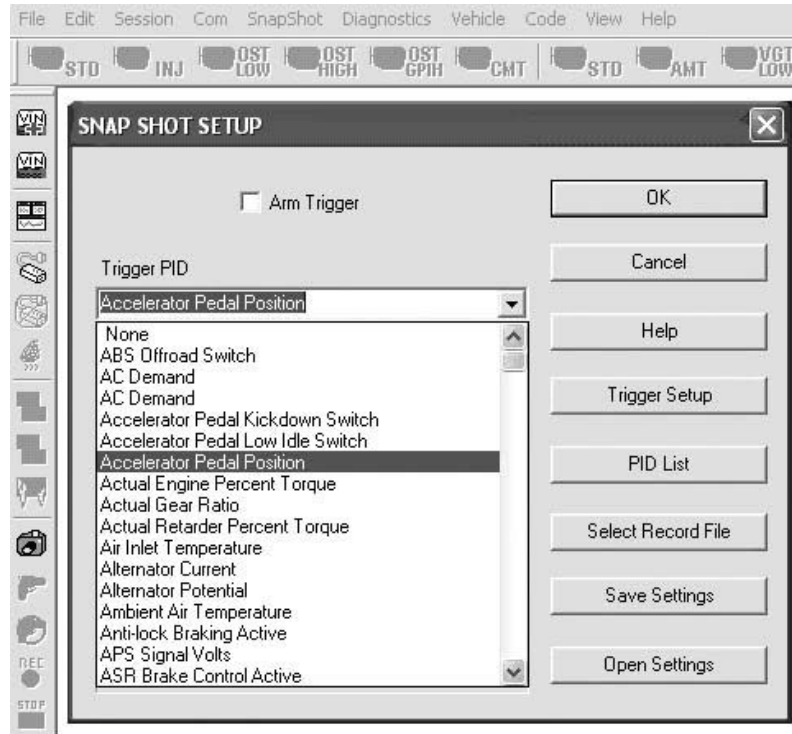 File Edit Session Com SnapShot Diagnostics Vehicle Code View Help
STD INJ OST LOW OST HIGH OST GPIH CMT STD AMT VGT LOW
VIN
VIN
SNAP SHOT SETUP
Arm Trigger
OK
Trigger PID
Cancel
Accelerator Pedal Position
None
Help
ABS Offroad Switch
AC Demand
AC Demand
Trigger Setup
Accelerator Pedal Kickdown Switch
Accelerator Pedal Low Idle Switch
Accelerator Pedal Position
PID List
Actual Engine Percent Torque
Actual Gear Ratio
Actual Retarder Percent Torque
Select Record File
Air Inlet Temperature
Alternator Current
Alternator Potential
Save Settings
Ambient Air Temperature
Anti-lock Braking Active
APS Signal Volts
Open Settings
ASR Brake Control Active
REC
STOP